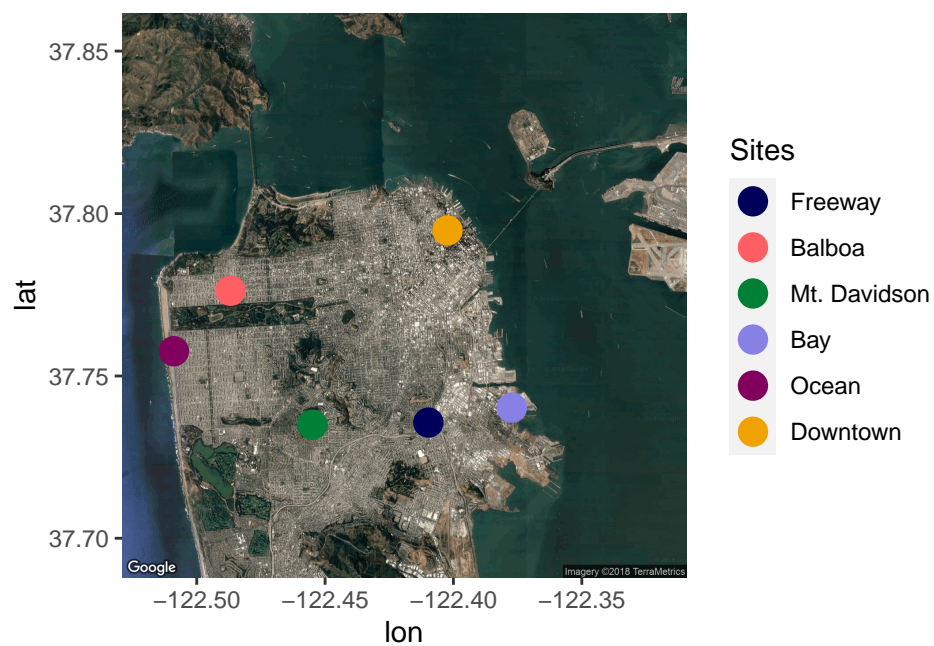 37.85
37.80
37.75
37.70
lat
−122.50 −122.45 −122.40 −122.35
lon
Google
Imagery ©2018 TerraMetrics
Sites
Freeway
Balboa
Mt. Davidson
Bay
Ocean
Downtown